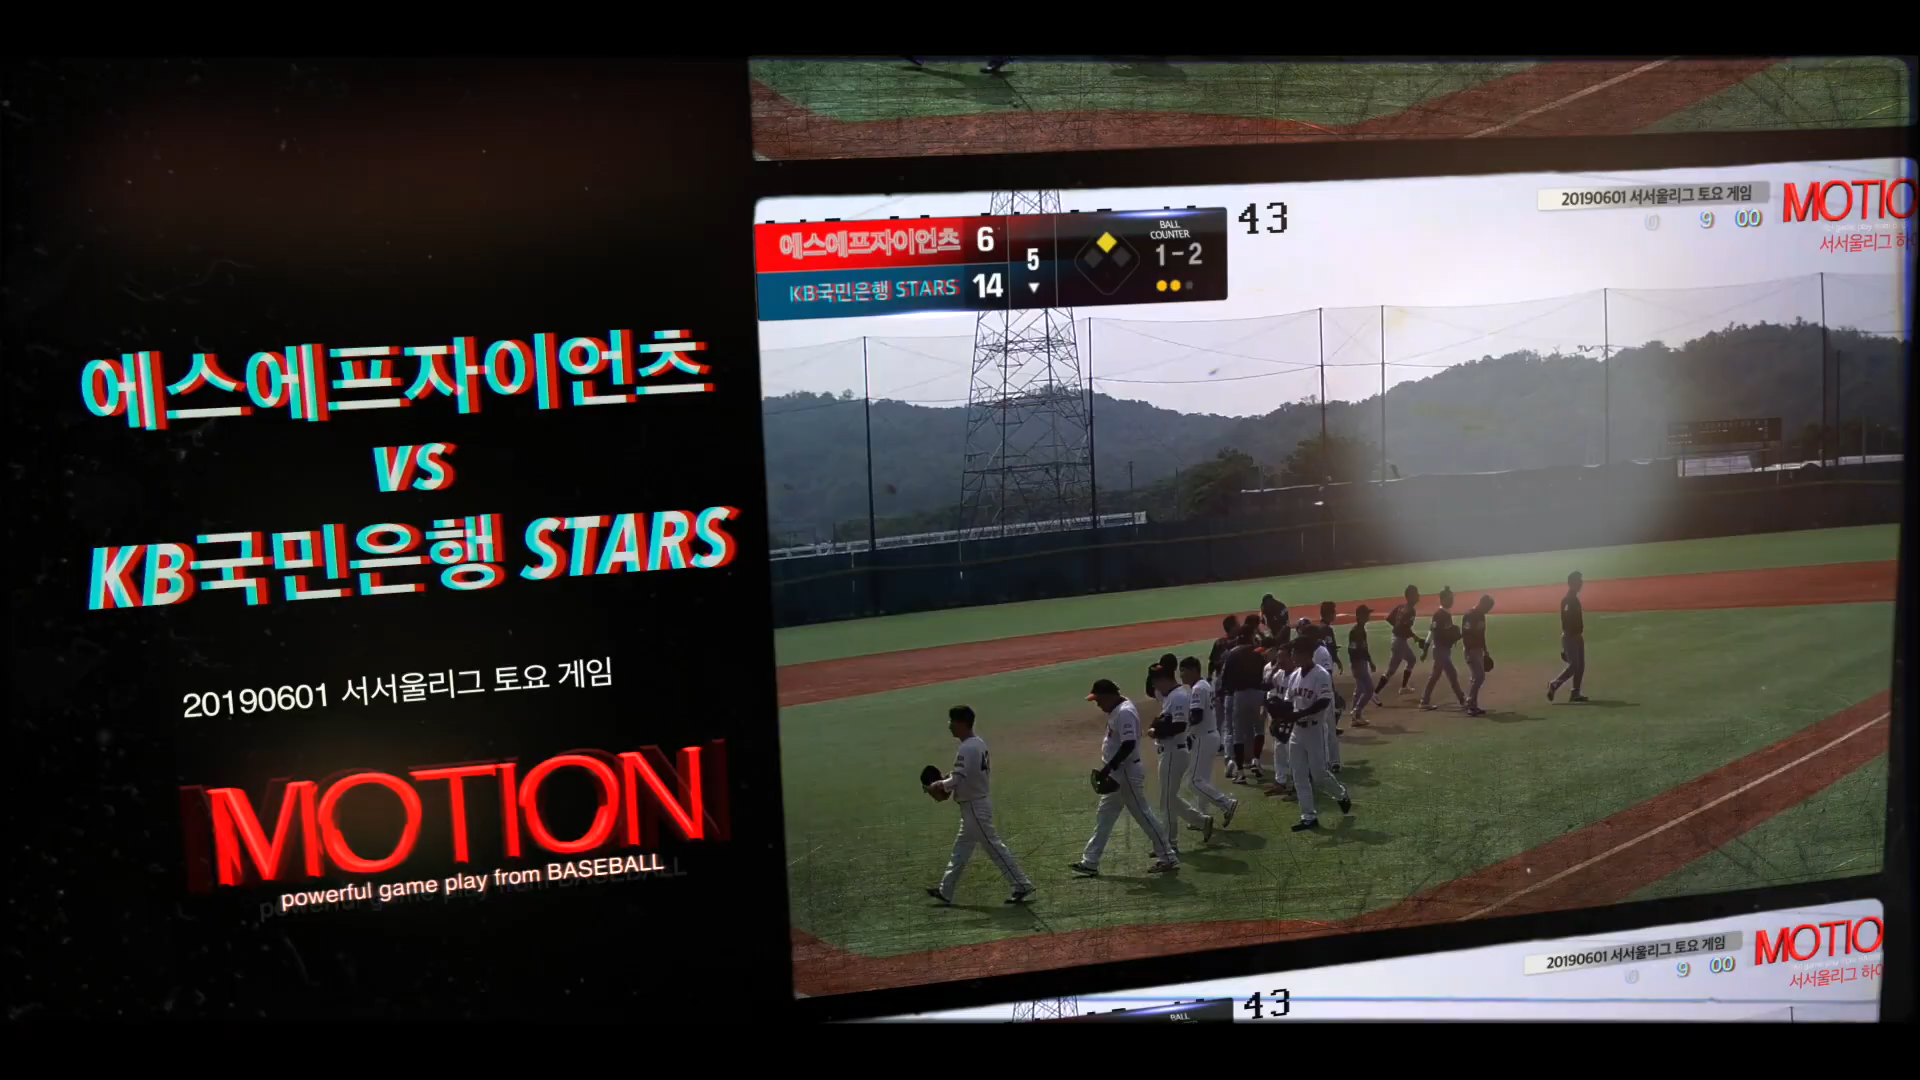 에스에프자이언츠
vs
KB국민은행 STARS
20190601 서서울리그 토요 게임
MOTION
powerful game play from BASEBALL
에스에프자이언츠 6
KB국민은행 STARS 14
5
▼
BALL
COUNTER
1-2
43
20190601 서서울리그 토요 게임
9 00
MOTIO
서서울리그 하
20190601 서서울리그 토요 게임
9 00
MOTIO
서서울리그 하
BALL
43